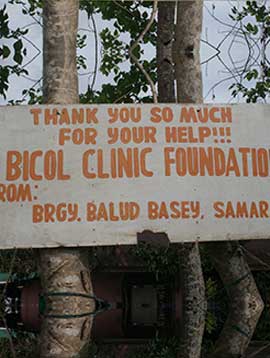 THANK YOU SO MUCH
FOR YOUR HELP!!!
BICOL CLINIC FOUNDATION
ROM:
BRGY. BALUD BASEY, SAMAR